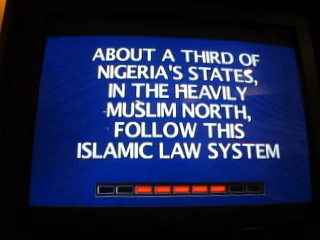 ABOUT A THIRD OF
NIGERIA'S STATES,
IN THE HEAVILY
MUSLIM NORTH,
FOLLOW THIS
ISLAMIC LAW SYSTEM